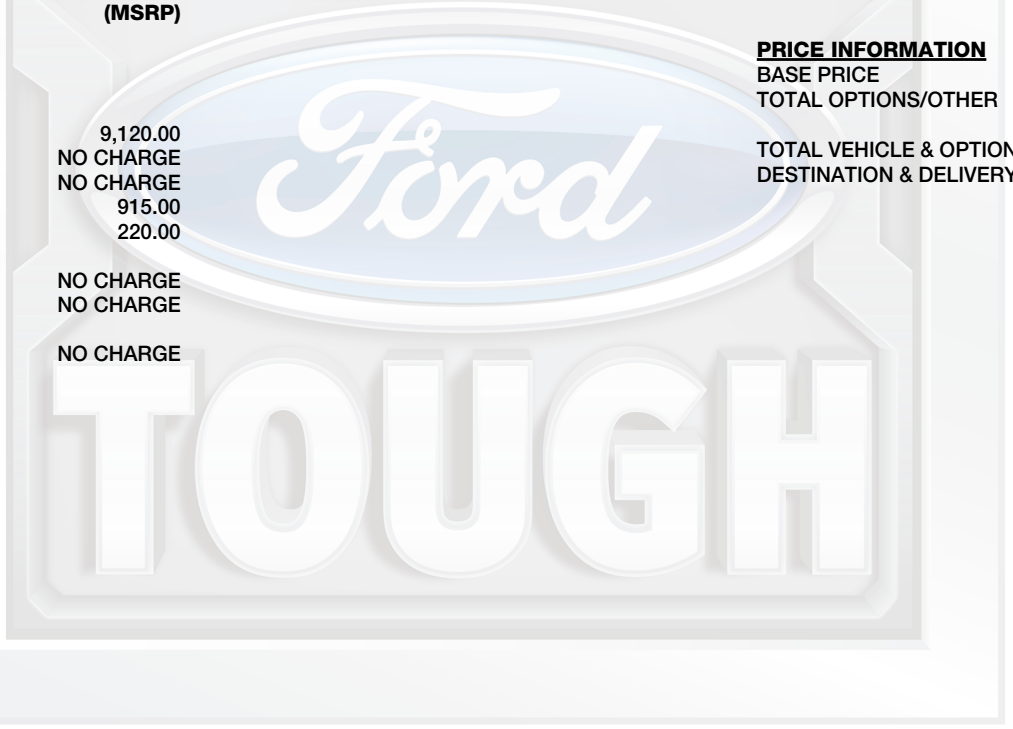 (MSRP)
9,120.00
NO CHARGE
NO CHARGE
915.00
220.00
NO CHARGE
NO CHARGE
NO CHARGE
PRICE INFORMATION
BASE PRICE
TOTAL OPTIONS/OTHER
TOTAL VEHICLE & OPTION
DESTINATION & DELIVERY
Ford
TOUGH